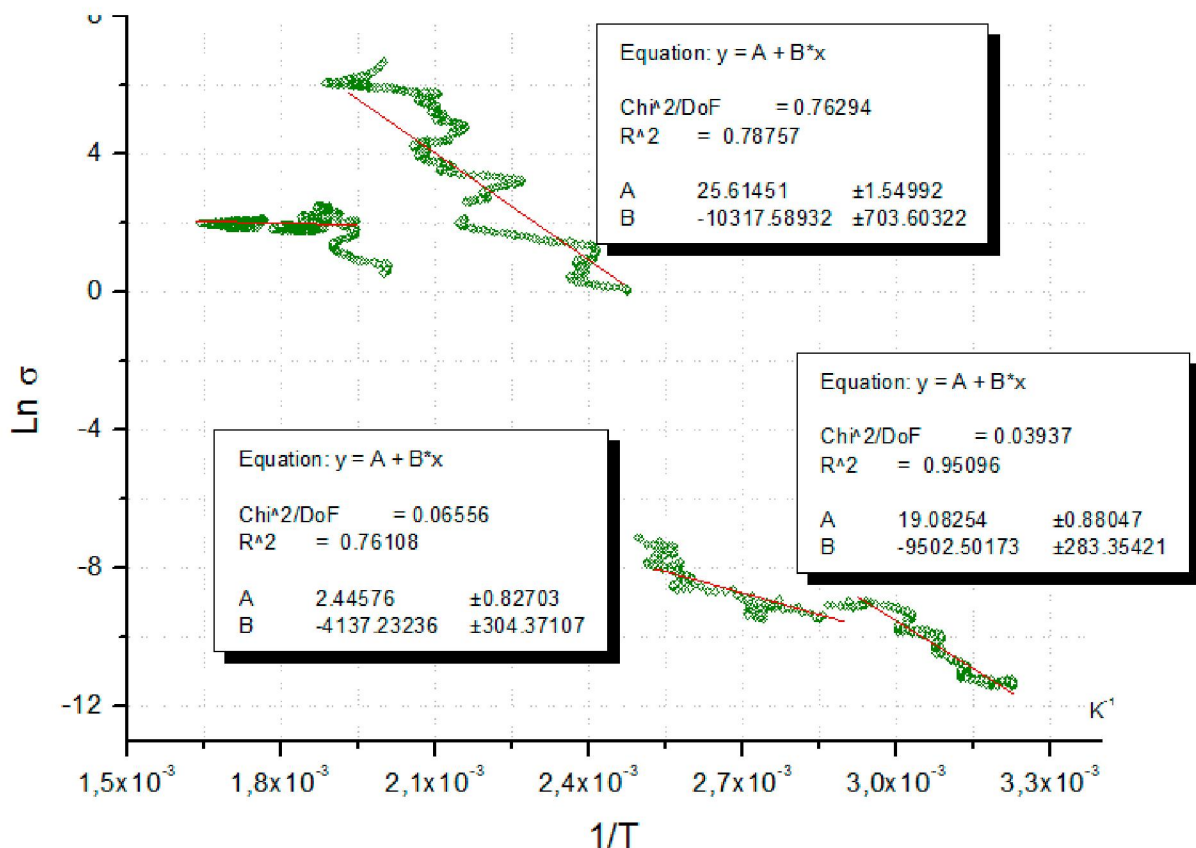 8
4
0
-4
-8
-12
Ln σ
Equation: y = A + B*x
Chi^2/DoF = 0.76294
R^2 = 0.78757
A 25.61451 ±1.54992
B -10317.58932 ±703.60322
Equation: y = A + B*x
Chi^2/DoF = 0.03937
R^2 = 0.95096
A 19.08254 ±0.88047
B -9502.50173 ±283.35421
Equation: y = A + B*x
Chi^2/DoF = 0.06556
R^2 = 0.76108
A 2.44576 ±0.82703
B -4137.23236 ±304.37107
K⁻¹
1,5x10⁻³ 1,8x10⁻³ 2,1x10⁻³ 2,4x10⁻³ 2,7x10⁻³ 3,0x10⁻³ 3,3x10⁻³
1/T